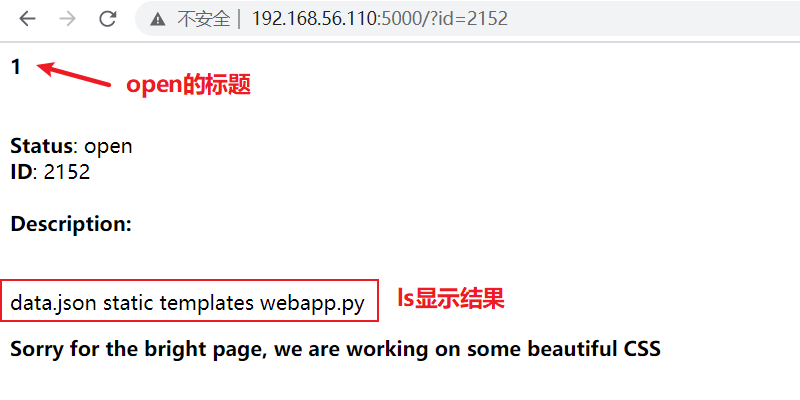 不安全 | 192.168.56.110:5000/?id=2152
1
open的标题
Status: open
ID: 2152
Description:
data.json static templates webapp.py
ls显示结果
Sorry for the bright page, we are working on some beautiful CSS